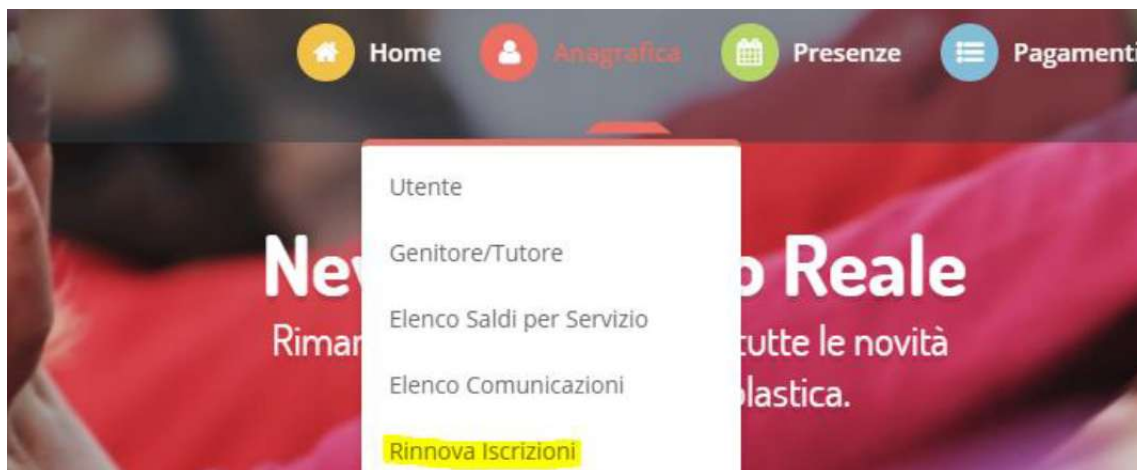 Home Anagrafica Presenze Pagamenti
Utente
Genitore/Tutore
Elenco Saldi per Servizio
Elenco Comunicazioni
Rinnova Iscrizioni
Reale
tutte le novità